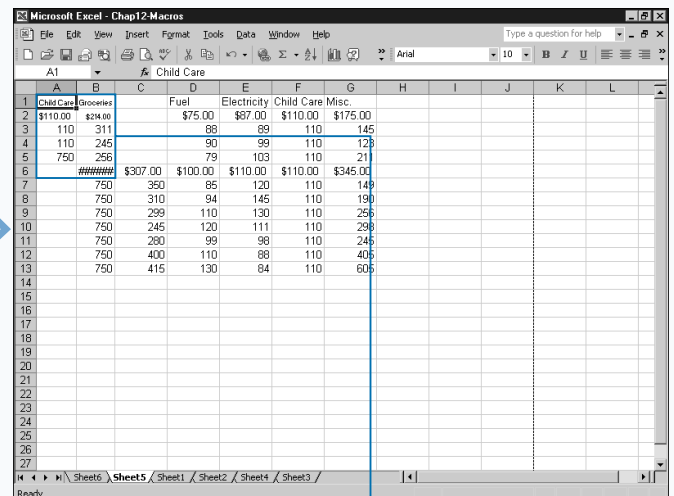 Microsoft Excel - Chap12-Macros
File Edit View Insert Format Tools Data Window Help Type a question for help
Arial 10 B I U
A1 fx Child Care
A B C D E F G H I J K L
1 Child Care Groceries Fuel Electricity Child Care Misc.
2 $110.00 $214.00 $75.00 $87.00 $110.00 $175.00
3 110 311 88 89 110 145
4 110 245 90 99 110 123
5 750 256 79 103 110 211
6 ###### $307.00 $100.00 $110.00 $110.00 $345.00
7 750 350 85 120 110 149
8 750 310 94 145 110 190
9 750 299 110 130 110 256
10 750 245 120 111 110 298
11 750 280 99 98 110 245
12 750 400 110 88 110 405
13 750 415 130 84 110 605
14
15
16
17
18
19
20
21
22
23
24
25
26
27
Sheet6 Sheet5 Sheet1 Sheet2 Sheet4 Sheet3
Ready